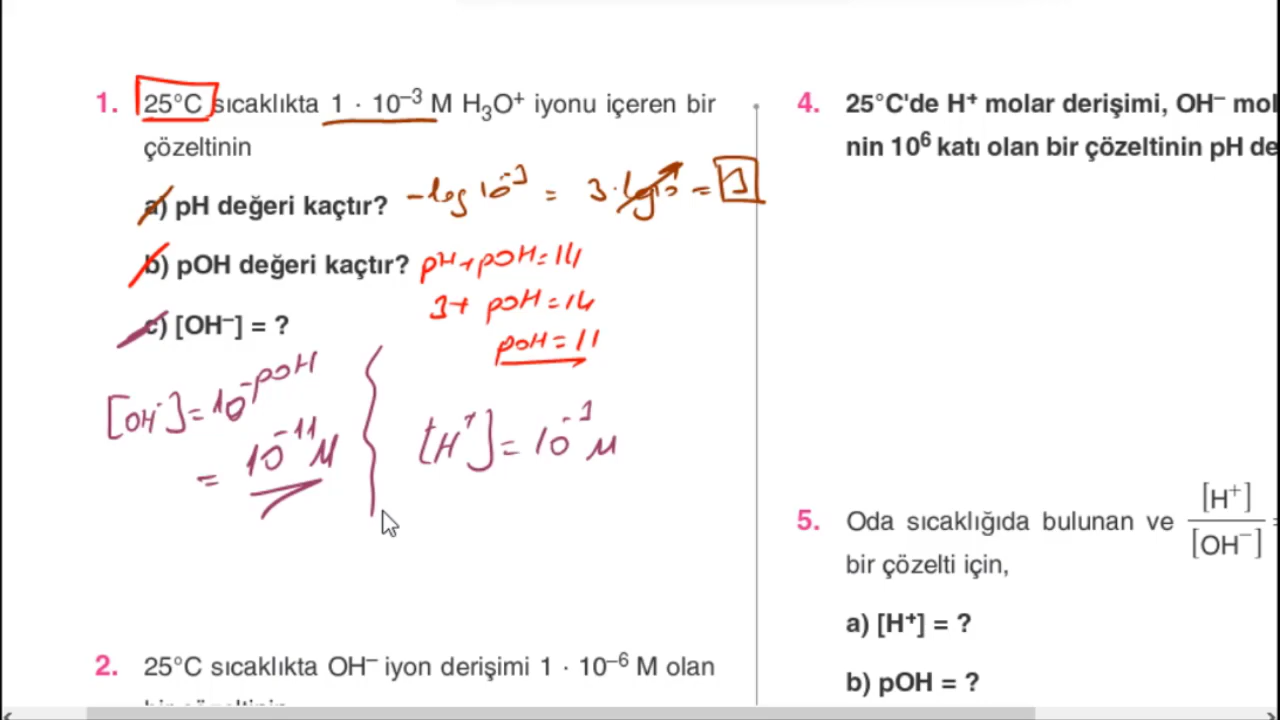 1. 25°C sıcaklıkta 1 · 10⁻³ M H₃O⁺ iyonu içeren bir
çözeltinin
a) pH değeri kaçtır? -log 10⁻³ = 3·log10 = 3
b) pOH değeri kaçtır? pH+pOH=14
3+ pOH=14
c) [OH⁻] = ?
pOH=11
[OH⁻]=10⁻ᵖᴼᴴ
= 10⁻¹¹ M
[H⁺]=10⁻³ M
2. 25°C sıcaklıkta OH⁻ iyon derişimi 1 · 10⁻⁶ M olan
4. 25°C'de H⁺ molar derişimi, OH⁻ mol
nin 10⁶ katı olan bir çözeltinin pH de
5. Oda sıcaklığıda bulunan ve [H⁺]/[OH⁻] =
bir çözelti için,
a) [H⁺] = ?
b) pOH = ?